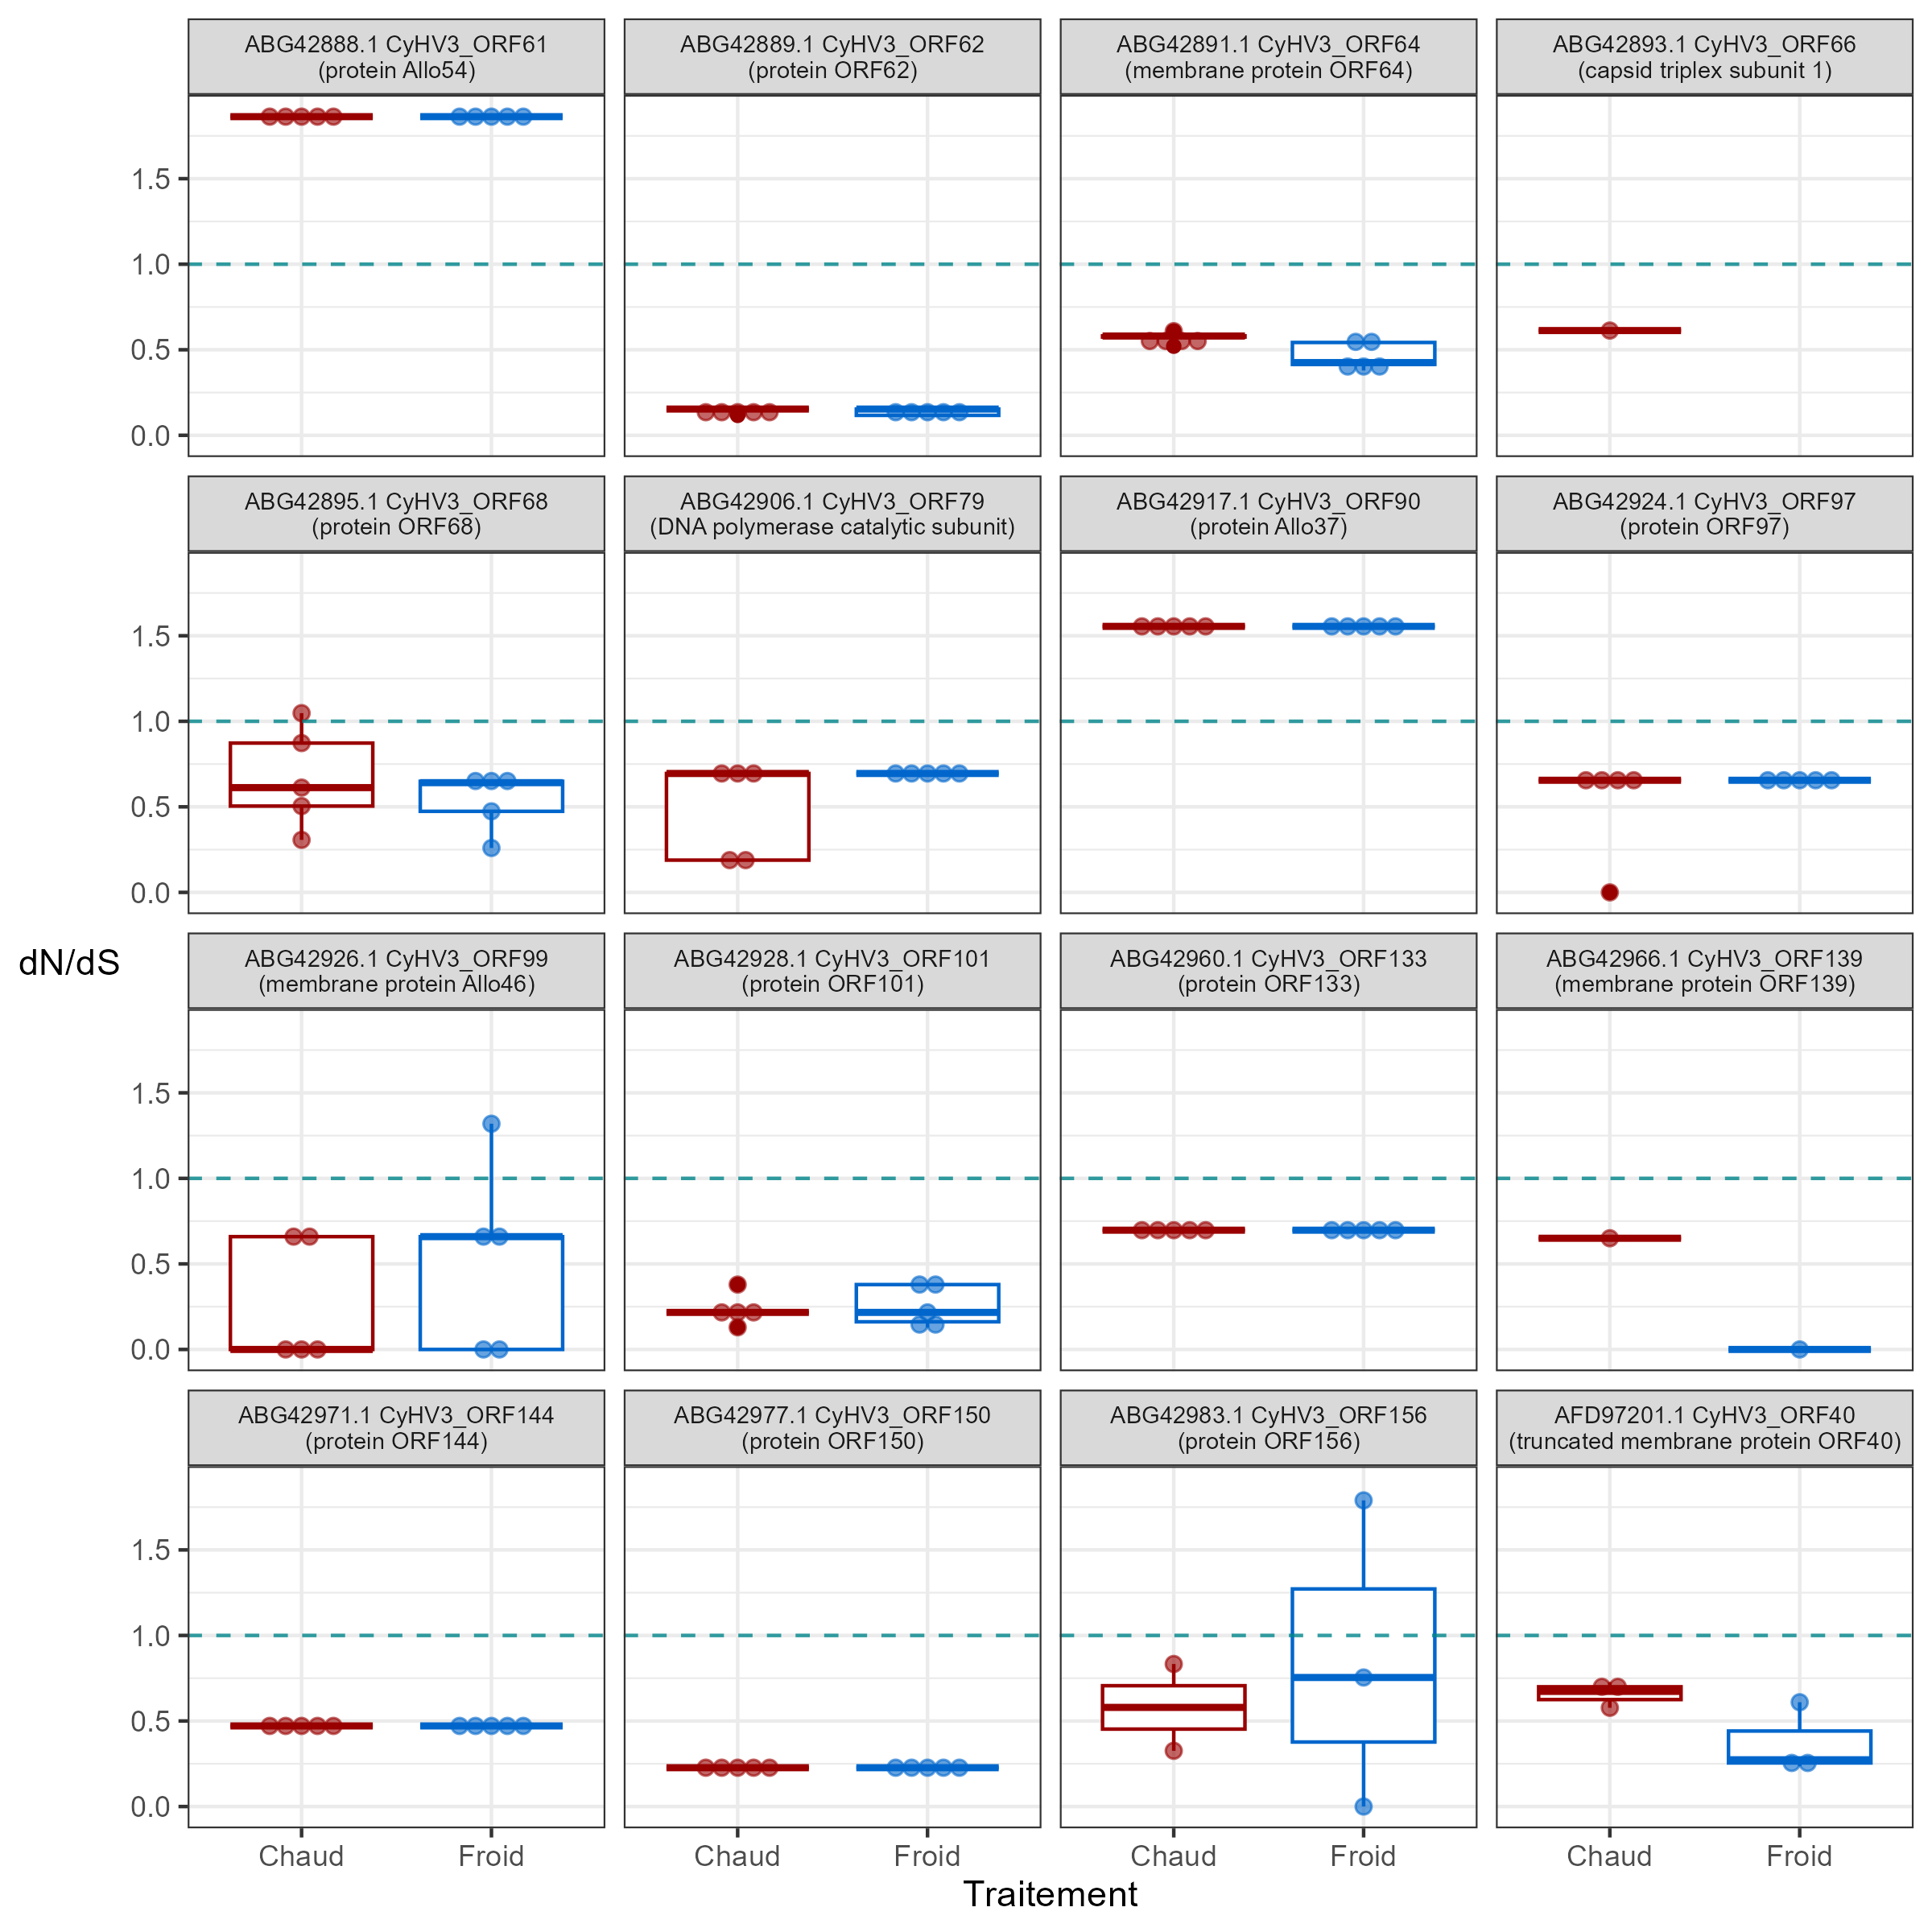 ABG42888.1 CyHV3_ORF61
(protein Allo54)
ABG42889.1 CyHV3_ORF62
(protein ORF62)
ABG42891.1 CyHV3_ORF64
(membrane protein ORF64)
ABG42893.1 CyHV3_ORF66
(capsid triplex subunit 1)
1.5
1.0
0.5
0.0
ABG42895.1 CyHV3_ORF68
(protein ORF68)
ABG42906.1 CyHV3_ORF79
(DNA polymerase catalytic subunit)
ABG42917.1 CyHV3_ORF90
(protein Allo37)
ABG42924.1 CyHV3_ORF97
(protein ORF97)
1.5
1.0
0.5
0.0
dN/dS
ABG42926.1 CyHV3_ORF99
(membrane protein Allo46)
ABG42928.1 CyHV3_ORF101
(protein ORF101)
ABG42960.1 CyHV3_ORF133
(protein ORF133)
ABG42966.1 CyHV3_ORF139
(membrane protein ORF139)
1.5
1.0
0.5
0.0
ABG42971.1 CyHV3_ORF144
(protein ORF144)
ABG42977.1 CyHV3_ORF150
(protein ORF150)
ABG42983.1 CyHV3_ORF156
(protein ORF156)
AFD97201.1 CyHV3_ORF40
(truncated membrane protein ORF40)
1.5
1.0
0.5
0.0
Chaud Froid Chaud Froid Chaud Froid Chaud Froid
Traitement